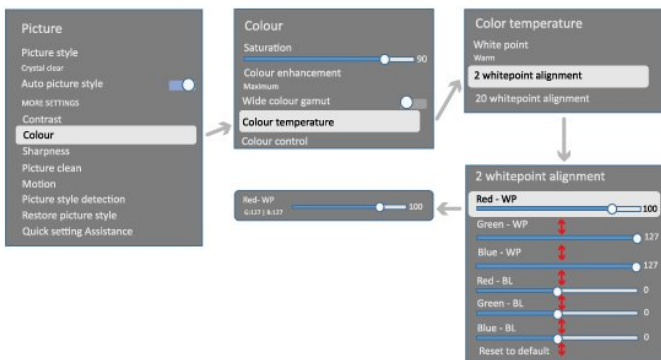 Picture
Picture style
Crystal clear
Auto picture style
MORE SETTINGS
Contrast
Colour
Sharpness
Picture clean
Motion
Picture style detection
Restore picture style
Quick setting Assistance
Colour
Saturation
90
Colour enhancement
Maximum
Wide colour gamut
Colour temperature
Colour control
Color temperature
White point
Warm
2 whitepoint alignment
20 whitepoint alignment
2 whitepoint alignment
Red - WP
100
Green - WP
127
Blue - WP
127
Red - BL
0
Green - BL
0
Blue - BL
0
Reset to default
Red- WP
100
G:127 | B:127